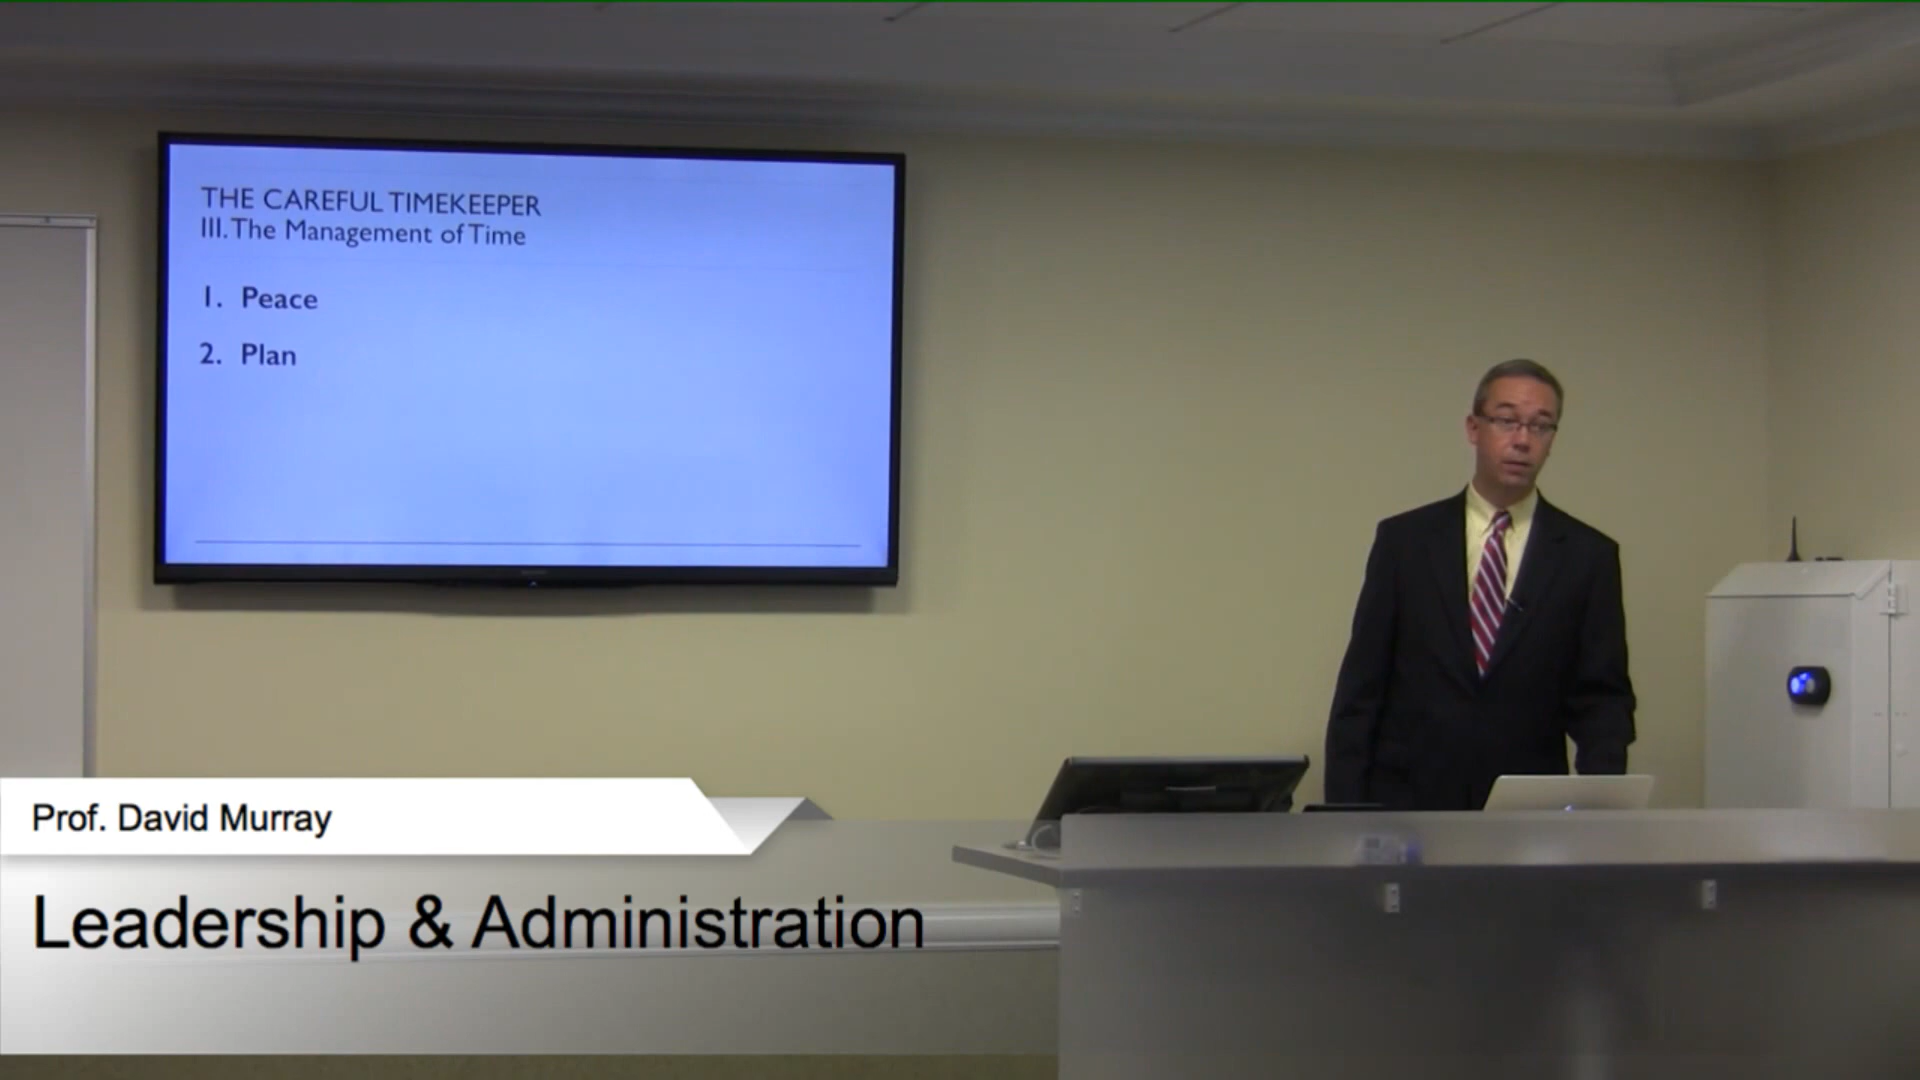 THE CAREFUL TIMEKEEPER
III. The Management of Time
1. Peace
2. Plan
Prof. David Murray
Leadership & Administration